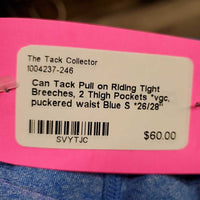 The Tack Collector
1004237-246
Can Tack Pull on Riding Tight
Breeches, 2 Thigh Pockets *vgc,
puckered waist Blue S *26/28"
SVYTJC
$60.00